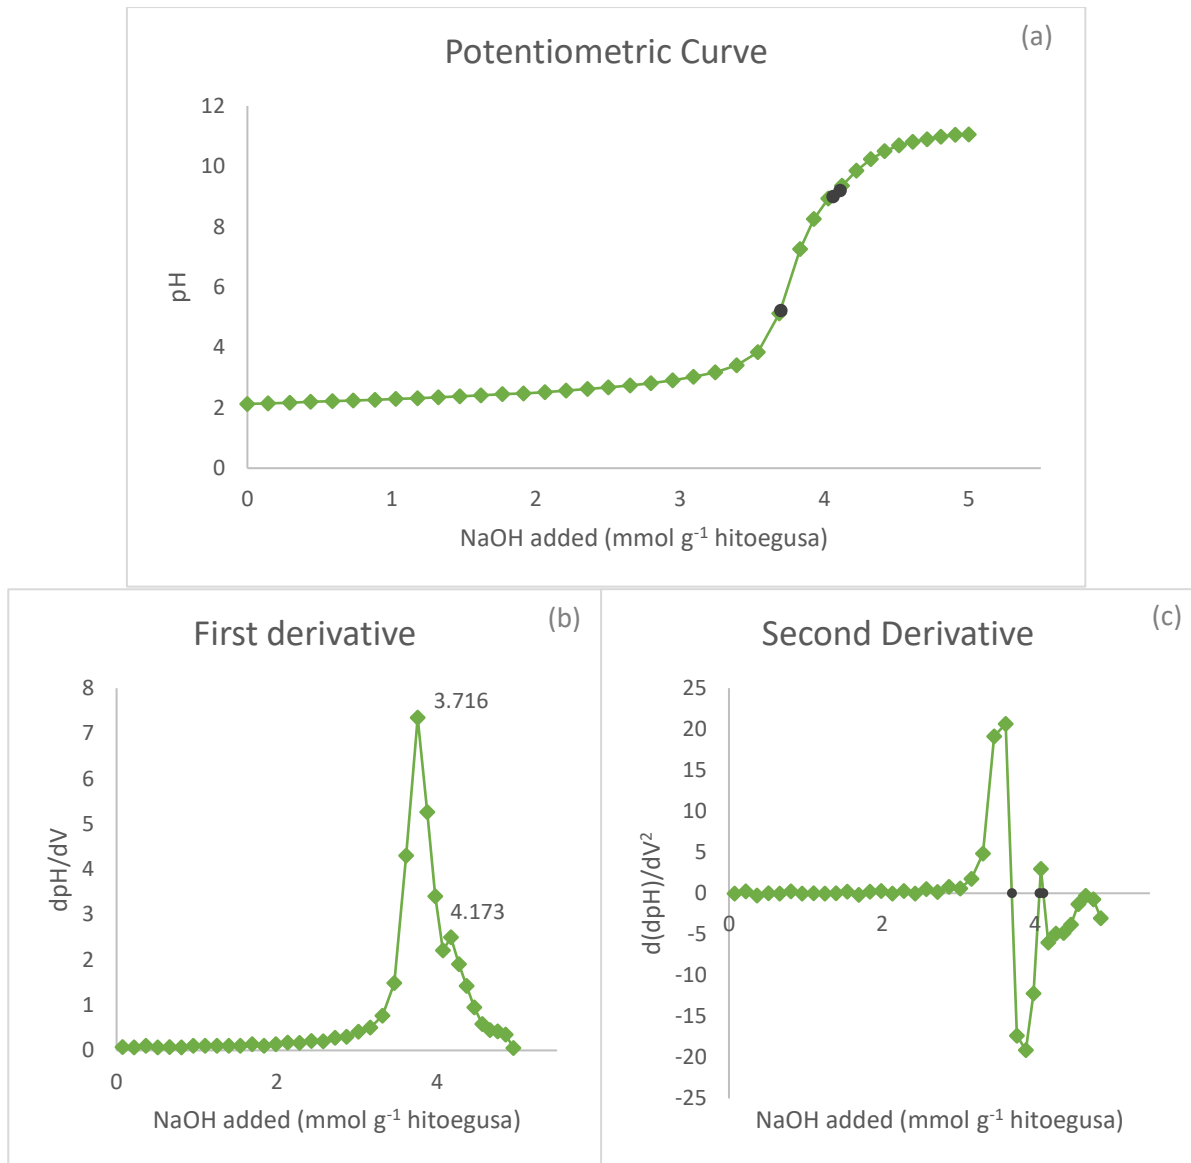 Potentiometric Curve
(a)
12
10
8
6
4
2
0
pH
0 1 2 3 4 5
NaOH added (mmol g⁻¹ hitoegusa)
First derivative
(b)
8
7
6
5
4
3
2
1
0
dpH/dV
3.716
4.173
0 2 4
NaOH added (mmol g⁻¹ hitoegusa)
Second Derivative
(c)
25
20
15
10
5
0
-5
-10
-15
-20
-25
d(dpH)/dV²
0 2 4
NaOH added (mmol g⁻¹ hitoegusa)